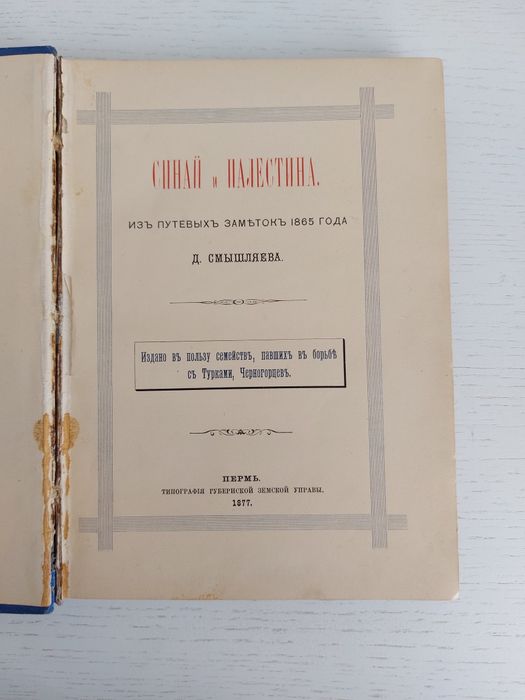 СИНАЙ и ПАЛЕСТИНА.
ИЗЪ ПУТЕВЫХЪ ЗАМѢТОКЪ 1865 ГОДА
Д. СМЫШЛЯЕВА.
Издано въ пользу семействъ, павшихъ въ борьбѣ
съ Турками, Черногорцевъ.
ПЕРМЬ.
ТИПОГРАФІЯ ГУБЕРНСКОЙ ЗЕМСКОЙ УПРАВЫ.
1877.